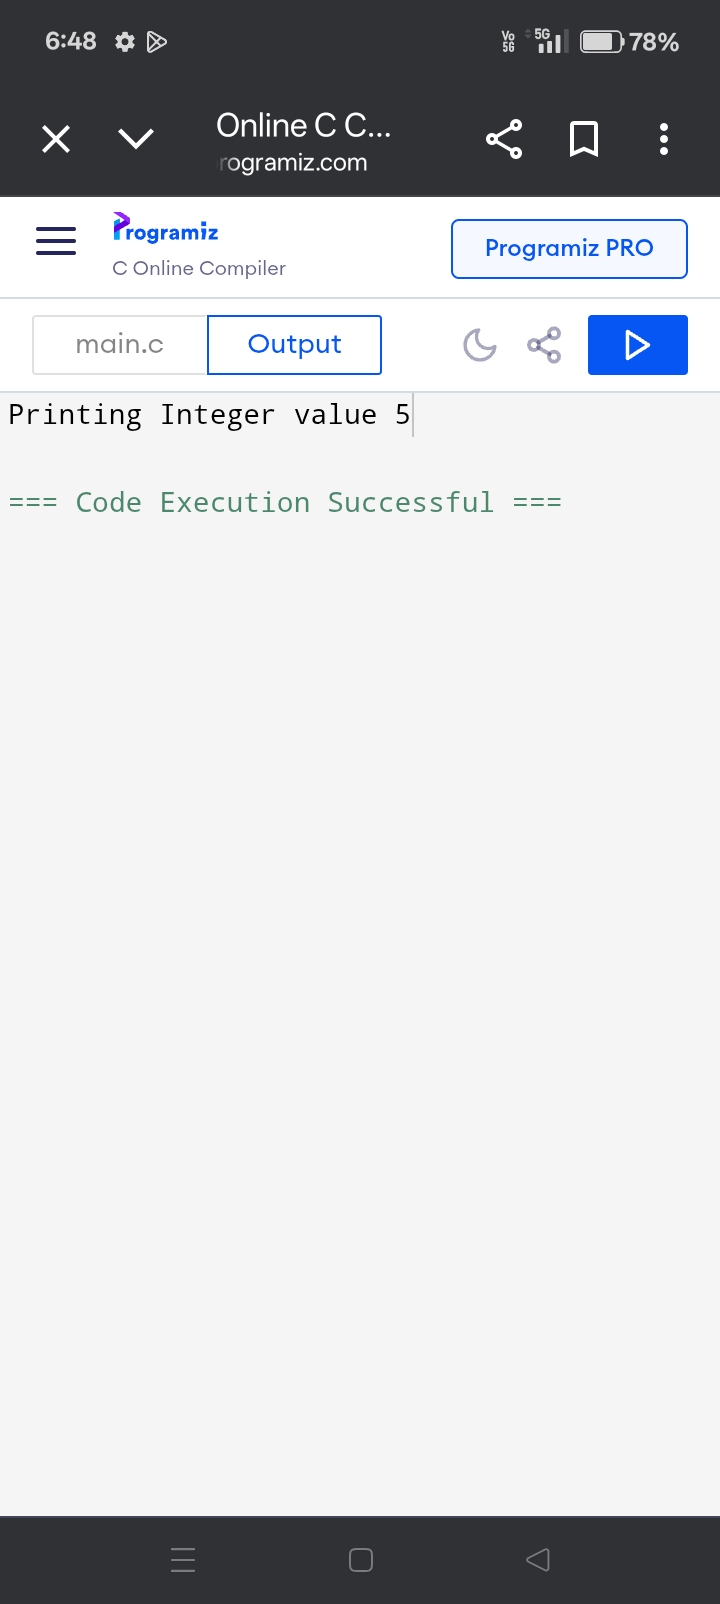 6:48
Vo 5G 5G 78%
Online C C...
rogramiz.com
Programiz
C Online Compiler
Programiz PRO
main.c
Output
Printing Integer value 5
=== Code Execution Successful ===